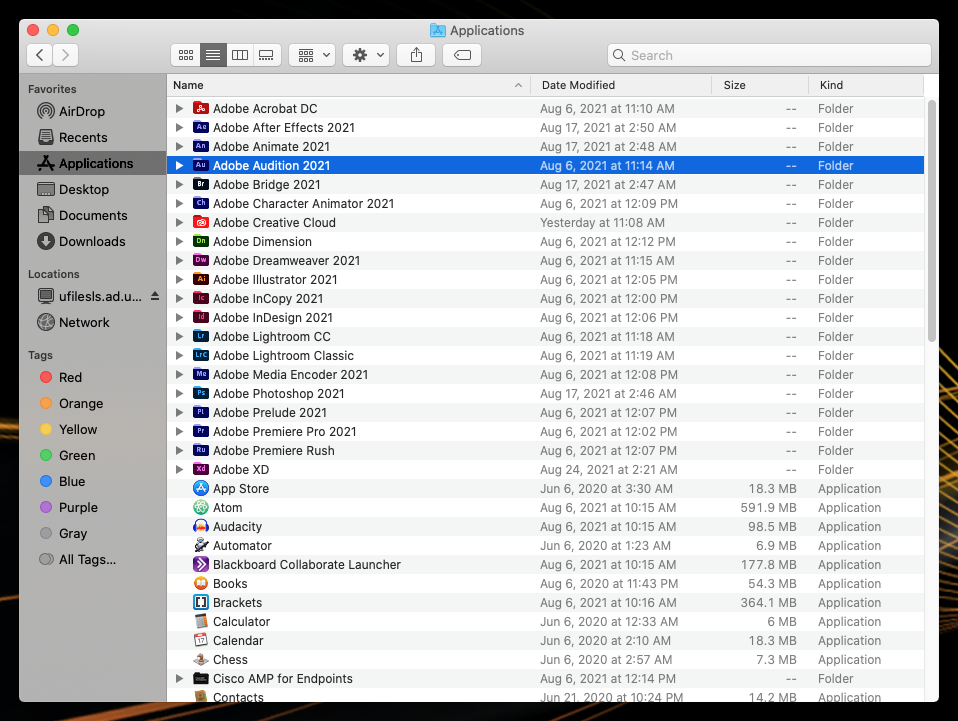 Applications
Search
Name Date Modified Size Kind
Favorites
AirDrop
Recents
Applications
Desktop
Documents
Downloads
Locations
ufilesls.ad.u...
Network
Tags
Red
Orange
Yellow
Green
Blue
Purple
Gray
All Tags...
Adobe Acrobat DC Aug 6, 2021 at 11:10 AM -- Folder
Adobe After Effects 2021 Aug 17, 2021 at 2:50 AM -- Folder
Adobe Animate 2021 Aug 17, 2021 at 2:48 AM -- Folder
Adobe Audition 2021 Aug 6, 2021 at 11:14 AM -- Folder
Adobe Bridge 2021 Aug 17, 2021 at 2:47 AM -- Folder
Adobe Character Animator 2021 Aug 6, 2021 at 12:09 PM -- Folder
Adobe Creative Cloud Yesterday at 11:08 AM -- Folder
Adobe Dimension Aug 6, 2021 at 12:12 PM -- Folder
Adobe Dreamweaver 2021 Aug 6, 2021 at 11:15 AM -- Folder
Adobe Illustrator 2021 Aug 6, 2021 at 12:05 PM -- Folder
Adobe InCopy 2021 Aug 6, 2021 at 12:00 PM -- Folder
Adobe InDesign 2021 Aug 6, 2021 at 12:06 PM -- Folder
Adobe Lightroom CC Aug 6, 2021 at 11:18 AM -- Folder
Adobe Lightroom Classic Aug 6, 2021 at 11:19 AM -- Folder
Adobe Media Encoder 2021 Aug 6, 2021 at 12:08 PM -- Folder
Adobe Photoshop 2021 Aug 17, 2021 at 2:46 AM -- Folder
Adobe Prelude 2021 Aug 6, 2021 at 12:07 PM -- Folder
Adobe Premiere Pro 2021 Aug 6, 2021 at 12:02 PM -- Folder
Adobe Premiere Rush Aug 6, 2021 at 12:07 PM -- Folder
Adobe XD Aug 24, 2021 at 2:21 AM -- Folder
App Store Jun 6, 2020 at 3:30 AM 18.3 MB Application
Atom Aug 6, 2021 at 10:15 AM 591.9 MB Application
Audacity Aug 6, 2021 at 10:15 AM 98.5 MB Application
Automator Jun 6, 2020 at 1:23 AM 6.9 MB Application
Blackboard Collaborate Launcher Aug 6, 2021 at 10:15 AM 177.8 MB Application
Books Aug 6, 2020 at 11:43 PM 54.3 MB Application
Brackets Aug 6, 2021 at 10:16 AM 364.1 MB Application
Calculator Jun 6, 2020 at 12:33 AM 6 MB Application
Calendar Jun 6, 2020 at 2:10 AM 18.3 MB Application
Chess Jun 6, 2020 at 2:57 AM 7.3 MB Application
Cisco AMP for Endpoints Aug 6, 2021 at 12:14 PM -- Folder
Contacts Jun 21, 2020 at 10:24 PM 14.2 MB Application